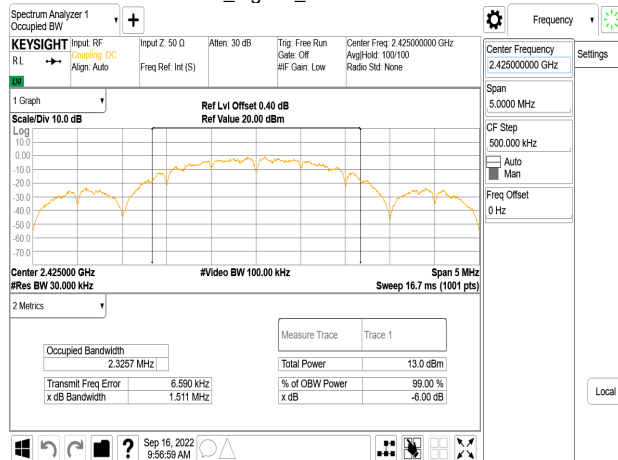 Spectrum Analyzer 1
Occupied BW
Frequency
KEYSIGHT
R L
LXI
Input: RF
Coupling: DC
Align: Auto
Input Z: 50 Ω
Freq Ref: Int (S)
Atten: 30 dB
Trig: Free Run
Gate: Off
#IF Gain: Low
Center Freq: 2.425000000 GHz
Avg|Hold: 100/100
Radio Std: None
Center Frequency
2.425000000 GHz
Settings
Span
5.0000 MHz
CF Step
500.000 kHz
Auto
Man
Freq Offset
0 Hz
Local
1 Graph
Scale/Div 10.0 dB
Ref Lvl Offset 0.40 dB
Ref Value 20.00 dBm
Log
10.0
0.00
-10.0
-20.0
-30.0
-40.0
-50.0
-60.0
-70.0
Center 2.425000 GHz
#Video BW 100.00 kHz
Span 5 MHz
#Res BW 30.000 kHz
Sweep 16.7 ms (1001 pts)
2 Metrics
Occupied Bandwidth
2.3257 MHz
Transmit Freq Error 6.590 kHz
x dB Bandwidth 1.511 MHz
Measure Trace Trace 1
Total Power 13.0 dBm
% of OBW Power 99.00 %
x dB -6.00 dB
?
Sep 16, 2022
9:56:59 AM